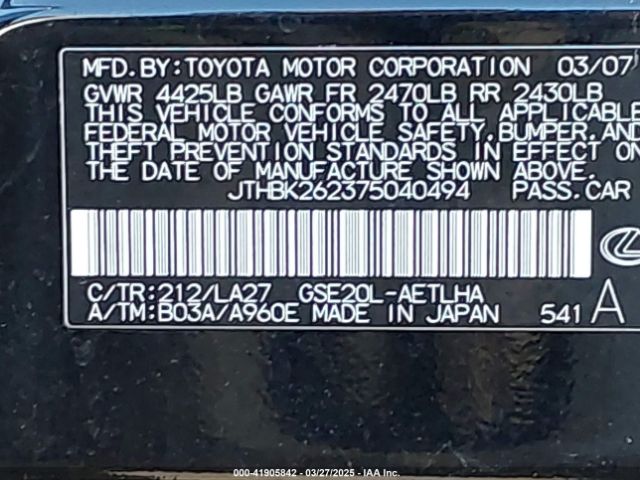 MFD.BY:TOYOTA MOTOR CORPORATION 03/07
GVWR 4425LB GAWR FR 2470LB RR 2430LB
THIS VEHICLE CONFORMS TO ALL APPLICABLE
FEDERAL MOTOR VEHICLE SAFETY,BUMPER,AND
THEFT PREVENTION STANDARDS IN EFFECT ON
THE DATE OF MANUFACTURE SHOWN ABOVE.
JTHBK262375040494 PASS.CAR
C/TR:212/LA27 GSE20L-AETLHA
A/TM:B03A/A960E MADE IN JAPAN 541 A
000-41905842 | 03/27/2025 | IAA Inc.